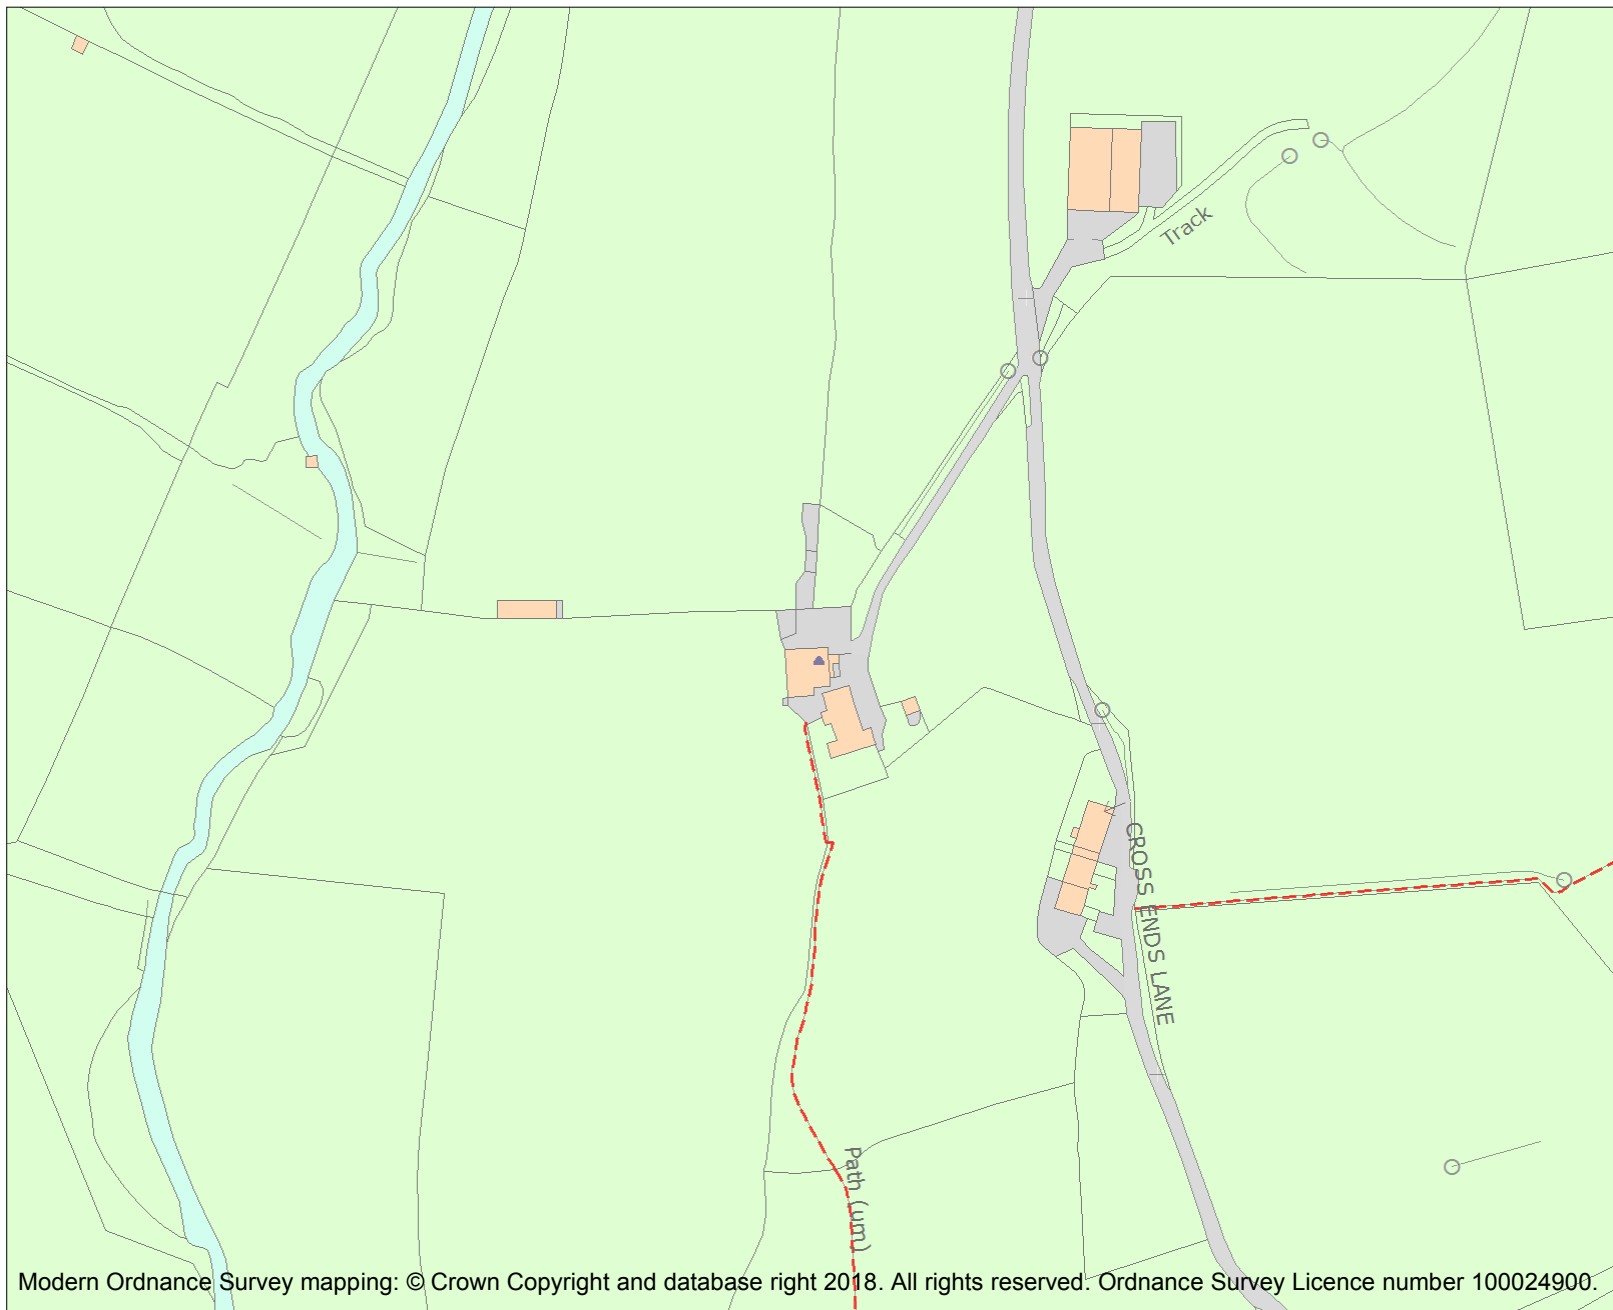 Track
CROSS ENDS LANE
Path (um)
Modern Ordnance Survey mapping: © Crown Copyright and database right 2018. All rights reserved. Ordnance Survey Licence number 100024900.